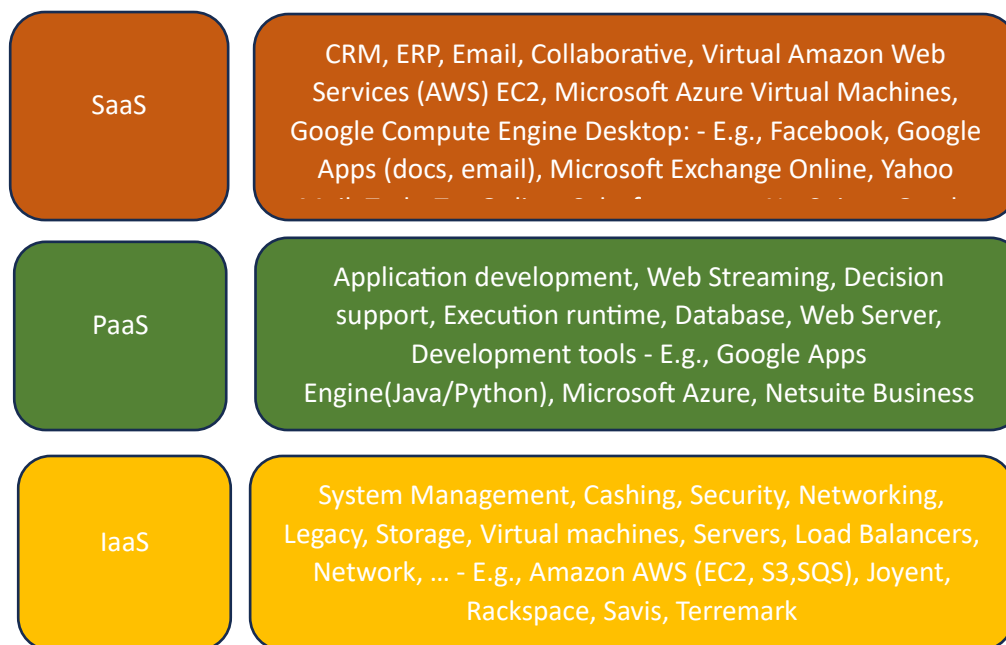 SaaS
CRM, ERP, Email, Collaborative, Virtual Amazon Web
Services (AWS) EC2, Microsoft Azure Virtual Machines,
Google Compute Engine Desktop: - E.g., Facebook, Google
Apps (docs, email), Microsoft Exchange Online, Yahoo
PaaS
Application development, Web Streaming, Decision
support, Execution runtime, Database, Web Server,
Development tools - E.g., Google Apps
Engine(Java/Python), Microsoft Azure, Netsuite Business
IaaS
System Management, Cashing, Security, Networking,
Legacy, Storage, Virtual machines, Servers, Load Balancers,
Network, ... - E.g., Amazon AWS (EC2, S3,SQS), Joyent,
Rackspace, Savis, Terremark